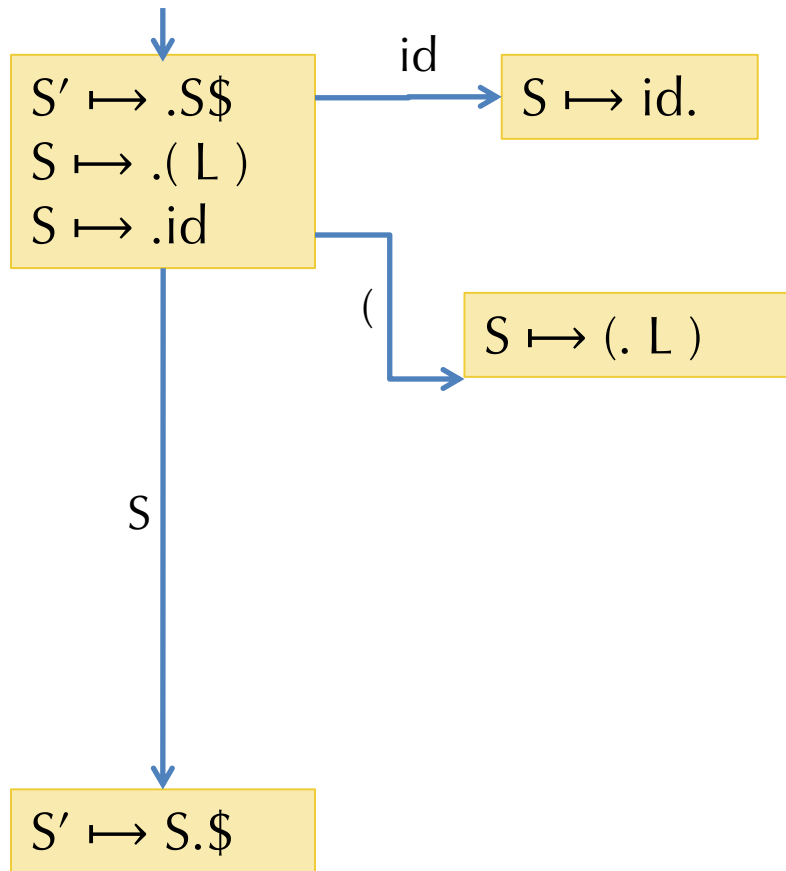 id
S′ ⟼ .S$
S ⟼ .( L )
S ⟼ .id
S ⟼ id.
(
S ⟼ (. L )
S
S′ ⟼ S.$